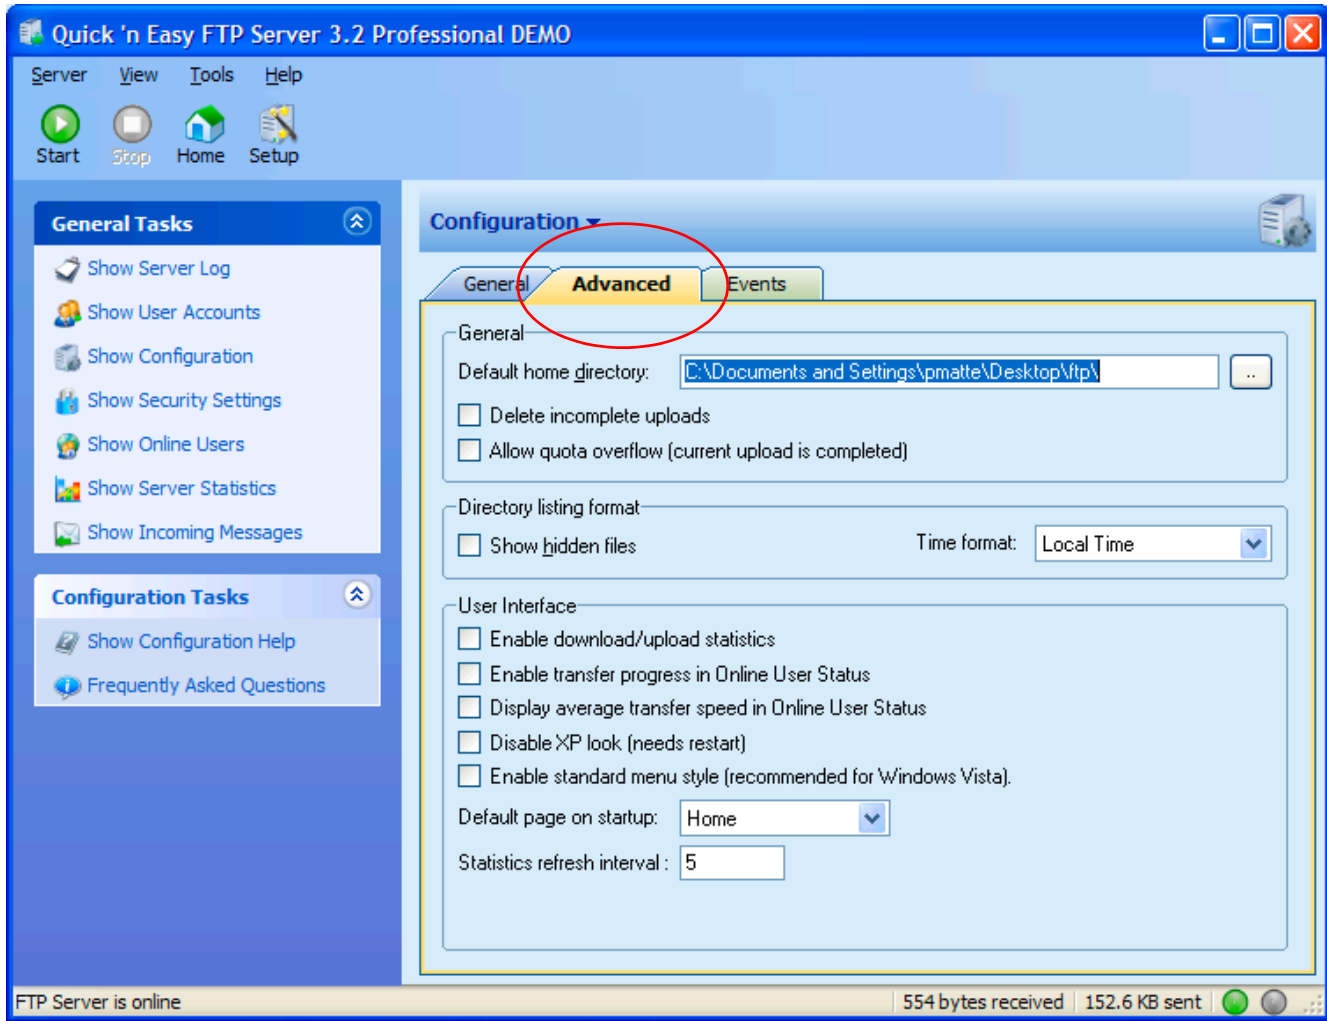 Quick 'n Easy FTP Server 3.2 Professional DEMO
Server View Tools Help
Start Stop Home Setup
General Tasks
Show Server Log
Show User Accounts
Show Configuration
Show Security Settings
Show Online Users
Show Server Statistics
Show Incoming Messages
Configuration Tasks
Show Configuration Help
Frequently Asked Questions
Configuration
General Advanced Events
General
Default home directory: C:\Documents and Settings\pmatte\Desktop\ftp\ ..
Delete incomplete uploads
Allow quota overflow (current upload is completed)
Directory listing format
Show hidden files Time format: Local Time
User Interface
Enable download/upload statistics
Enable transfer progress in Online User Status
Display average transfer speed in Online User Status
Disable XP look (needs restart)
Enable standard menu style (recommended for Windows Vista).
Default page on startup: Home
Statistics refresh interval : 5
FTP Server is online 554 bytes received 152.6 KB sent